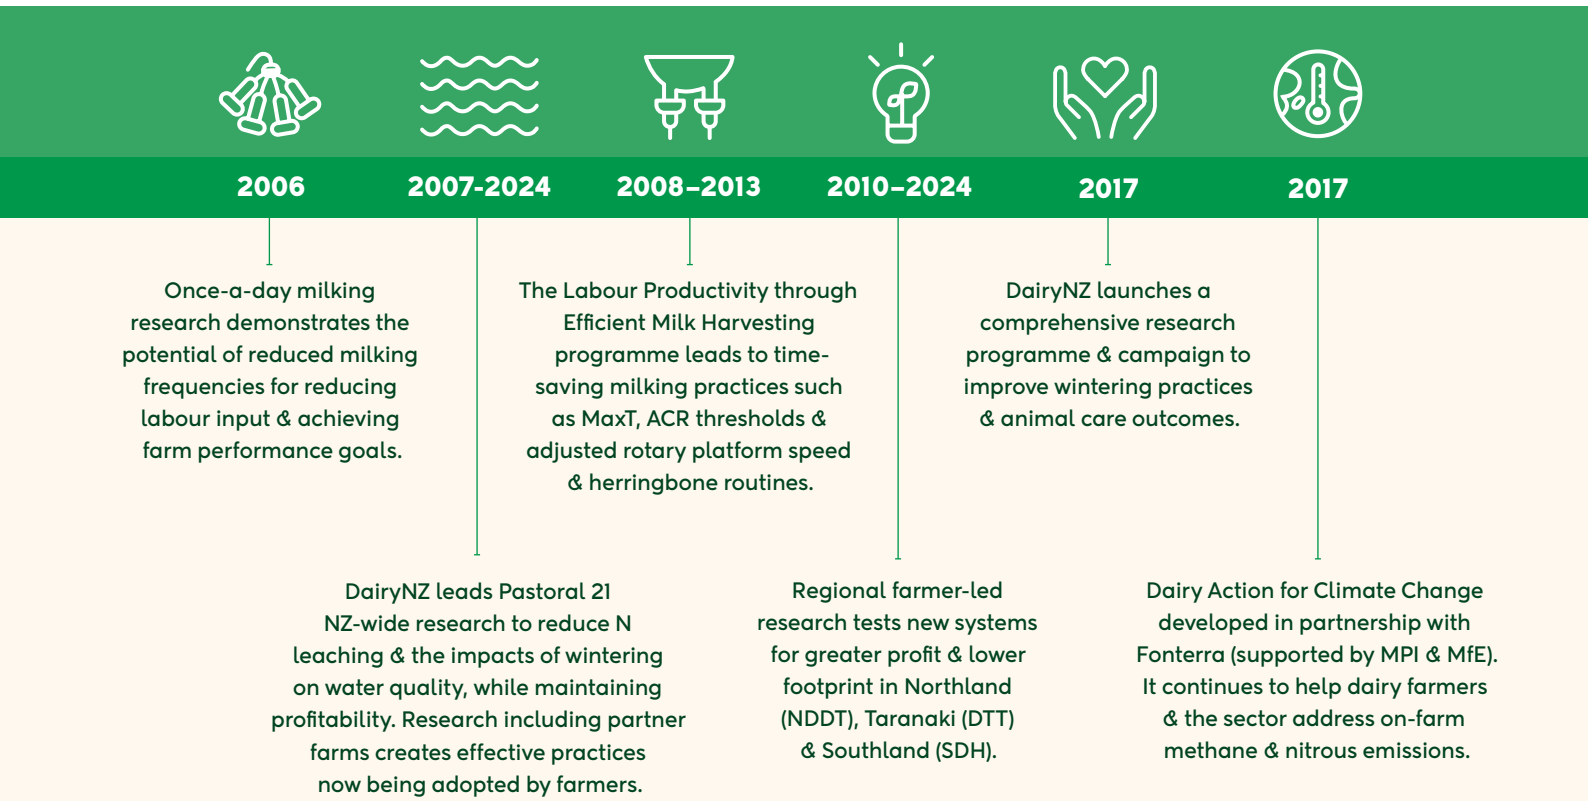 2006
2007-2024
2008–2013
2010–2024
2017
2017
Once-a-day milking
research demonstrates the
potential of reduced milking
frequencies for reducing
labour input & achieving
farm performance goals.
DairyNZ leads Pastoral 21
NZ-wide research to reduce N
leaching & the impacts of wintering
on water quality, while maintaining
profitability. Research including partner
farms creates effective practices
now being adopted by farmers.
The Labour Productivity through
Efficient Milk Harvesting
programme leads to time-
saving milking practices such
as MaxT, ACR thresholds &
adjusted rotary platform speed
& herringbone routines.
Regional farmer-led
research tests new systems
for greater profit & lower
footprint in Northland
(NDDT), Taranaki (DTT)
& Southland (SDH).
DairyNZ launches a
comprehensive research
programme & campaign to
improve wintering practices
& animal care outcomes.
Dairy Action for Climate Change
developed in partnership with
Fonterra (supported by MPI & MfE).
It continues to help dairy farmers
& the sector address on-farm
methane & nitrous emissions.